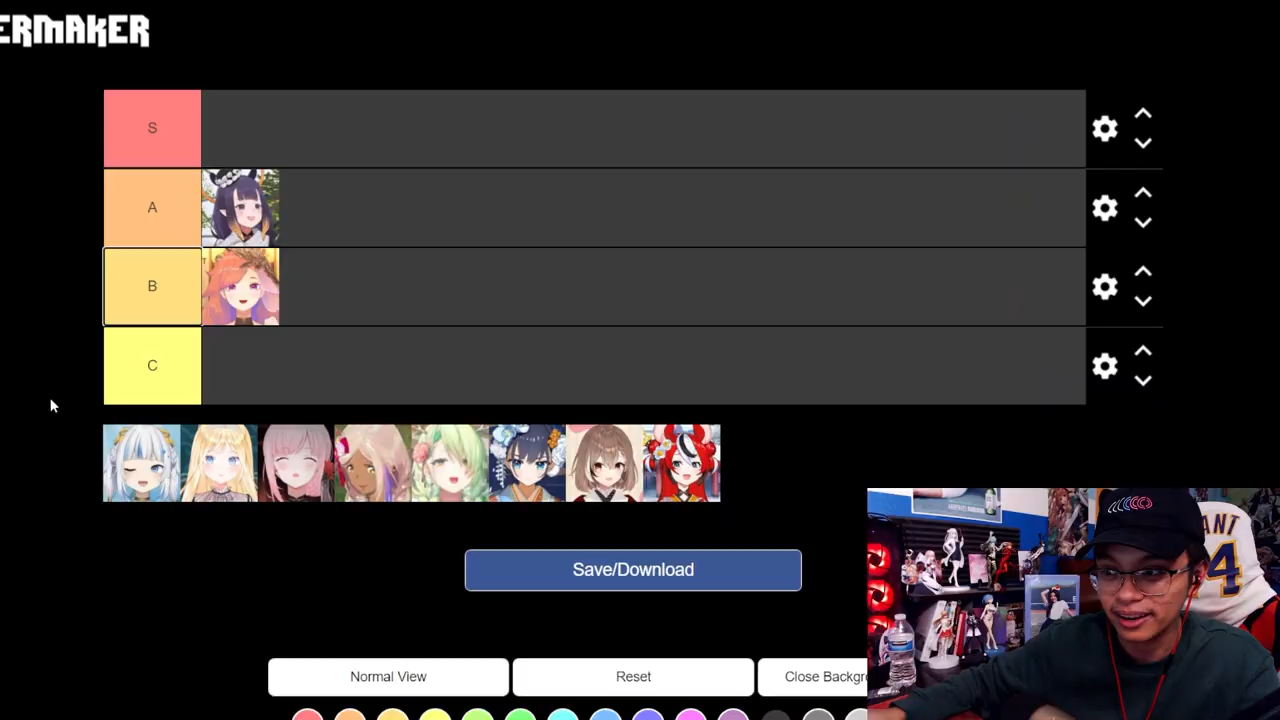 ERMAKER
S
A
B
C
Save/Download
Normal View
Reset
Close Backgr
ANT
4